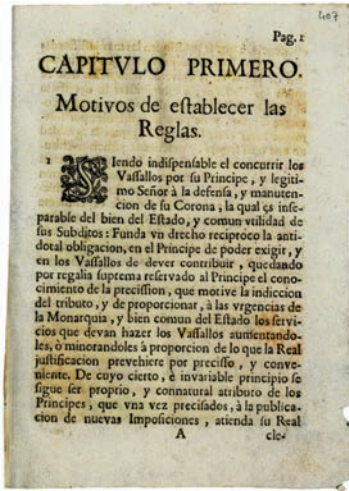 407
Pag. 1
CAPITVLO PRIMERO.
Motivos de eſtablecer las
Reglas.
1 SIendo indiſpenſable el concurrir los
Vaſſallos por ſu Principe, y legiti-
mo Señor à la defenſa, y manuten-
cion de ſu Corona, la qual es inſe-
parable del bien del Eſtado, y comun vtilidad de
ſus Subditos: Funda vn drecho reciproco la anti-
dotal obligacion, en el Principe de poder exigir, y
en los Vaſſallos de dever contribuir, quedando
por regalia ſuprema reſervado al Principe el cono-
cimiento de la preciſſion, que motive la indiccion
del tributo, y de proporcionar, à las vrgencias de
la Monarquia, y bien comun del Eſtado los ſervi-
cios que devan hazer los Vaſſallos aumentando-
les, ò minorandoles à proporcion de lo que la Real
juſtificacion prevehiere por preciſſo, y conve-
niente. De cuyo cierto, è invariable principio ſe
ſigue ſer proprio, y connatural atributo de los
Principes, que vna vez preciſados, à la publica-
cion de nuevas Impoſiciones, atienda ſu Real
A cle-